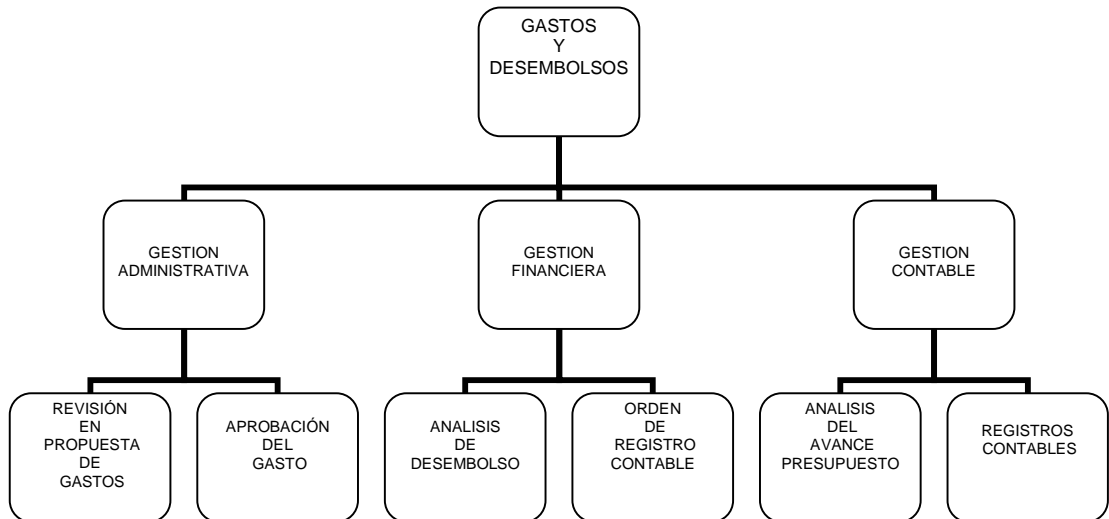 GASTOS
Y
DESEMBOLSOS
GESTION
ADMINISTRATIVA
GESTION
FINANCIERA
GESTION
CONTABLE
REVISIÓN
EN
PROPUESTA
DE
GASTOS
APROBACIÓN
DEL
GASTO
ANALISIS
DE
DESEMBOLSO
ORDEN
DE
REGISTRO
CONTABLE
ANALISIS
DEL
AVANCE
PRESUPUESTO
REGISTROS
CONTABLES